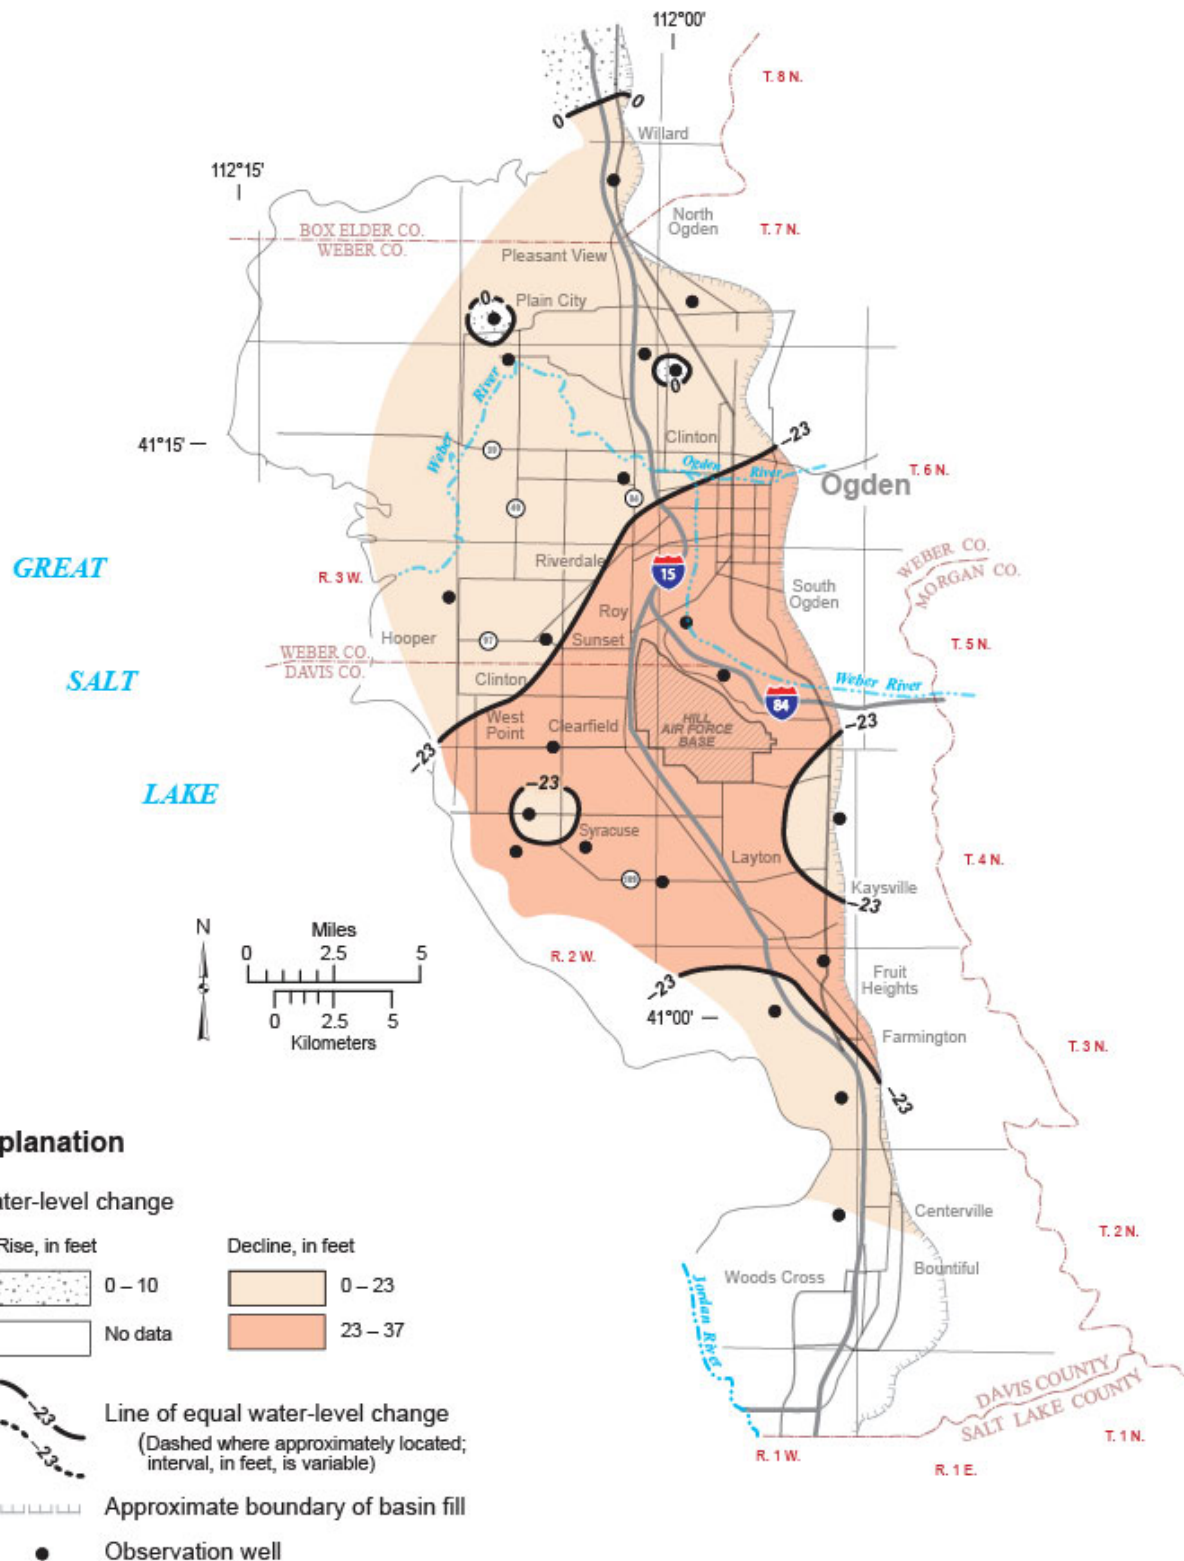 112°00'
T. 8 N.
0
0
Willard
112°15'
North
Ogden
T. 7 N.
BOX ELDER CO.
WEBER CO.
Pleasant View
0
Plain City
River
0
Weber
41°15'
Clinton
–23
Ogden
River
T. 6 N.
39
Ogden
84
GREAT
Riverdale
15
WEBER CO.
MORGAN CO.
R. 3 W.
South
Ogden
Roy
Hooper
97
Sunset
T. 5 N.
WEBER CO.
DAVIS CO.
SALT
Clinton
Weber River
84
West
Point
Clearfield
HILL
AIR FORCE
BASE
–23
–23
LAKE
–23
Syracuse
Layton
T. 4 N.
Kaysville
–23
N
Miles
0 2.5 5
0 2.5 5
Kilometers
R. 2 W.
–23
Fruit
Heights
41°00'
Farmington
T. 3 N.
–23
planation
ater-level change
Rise, in feet
Decline, in feet
0 – 10
0 – 23
No data
23 – 37
Centerville
T. 2 N.
Bountiful
Woods Cross
Jordan River
–23
Line of equal water-level change
–23
(Dashed where approximately located;
interval, in feet, is variable)
DAVIS COUNTY
SALT LAKE COUNTY
T. 1 N.
R. 1 W.
R. 1 E.
Approximate boundary of basin fill
Observation well